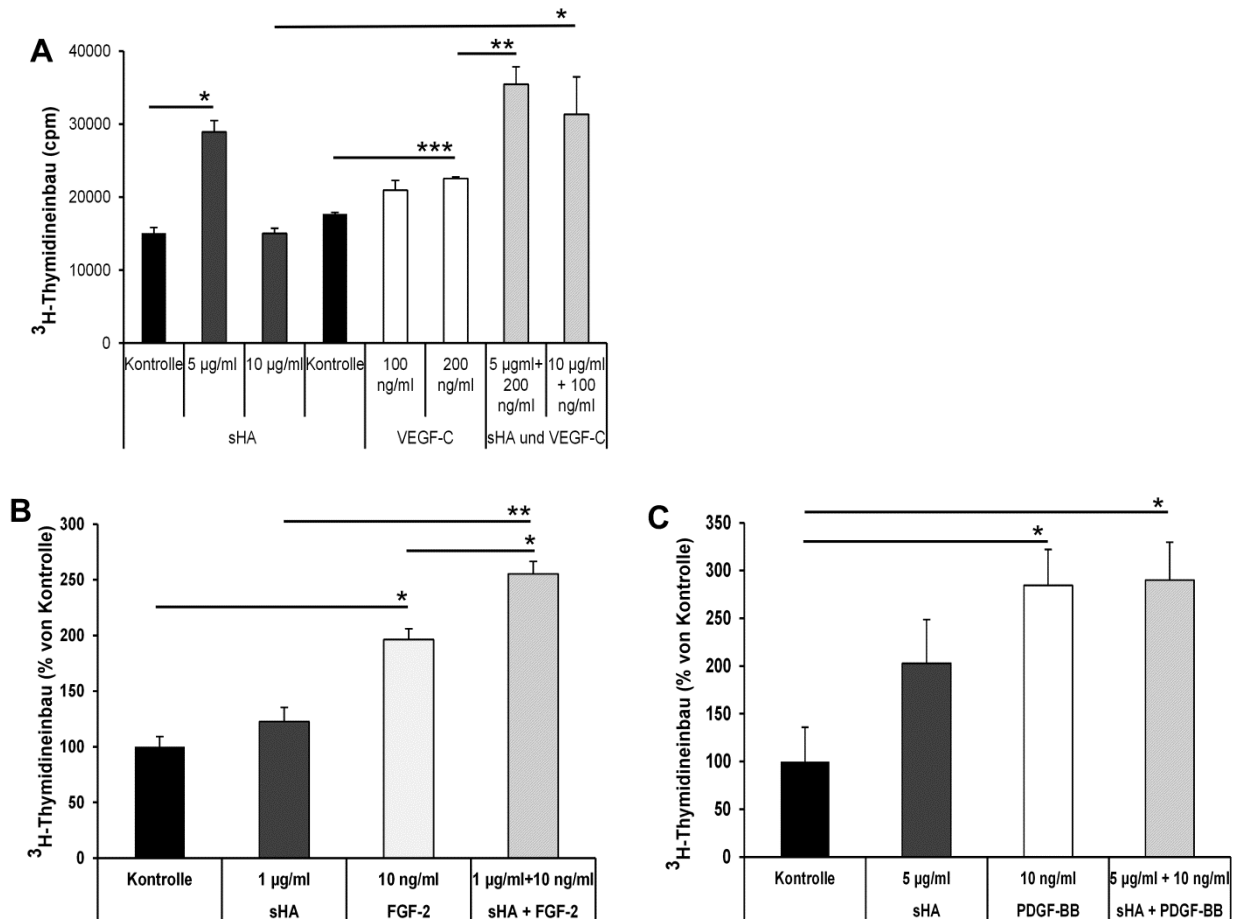 A
³H-Thymidineinbau (cpm)
40000
30000
20000
10000
0
*
***
**
*
Kontrolle
5 µg/ml
10 µg/ml
Kontrolle
100 ng/ml
200 ng/ml
5 µgml+ 200 ng/ml
10 µg/ml + 100 ng/ml
sHA
VEGF-C
sHA und VEGF-C
B
³H-Thymidineinbau (% von Kontrolle)
300
250
200
150
100
50
0
**
*
*
Kontrolle
1 µg/ml
10 ng/ml
1 µg/ml+10 ng/ml
sHA
FGF-2
sHA + FGF-2
C
³H-Thymidineinbau (% von Kontrolle)
350
300
250
200
150
100
50
0
*
*
Kontrolle
5 µg/ml
10 ng/ml
5 µg/ml + 10 ng/ml
sHA
PDGF-BB
sHA + PDGF-BB